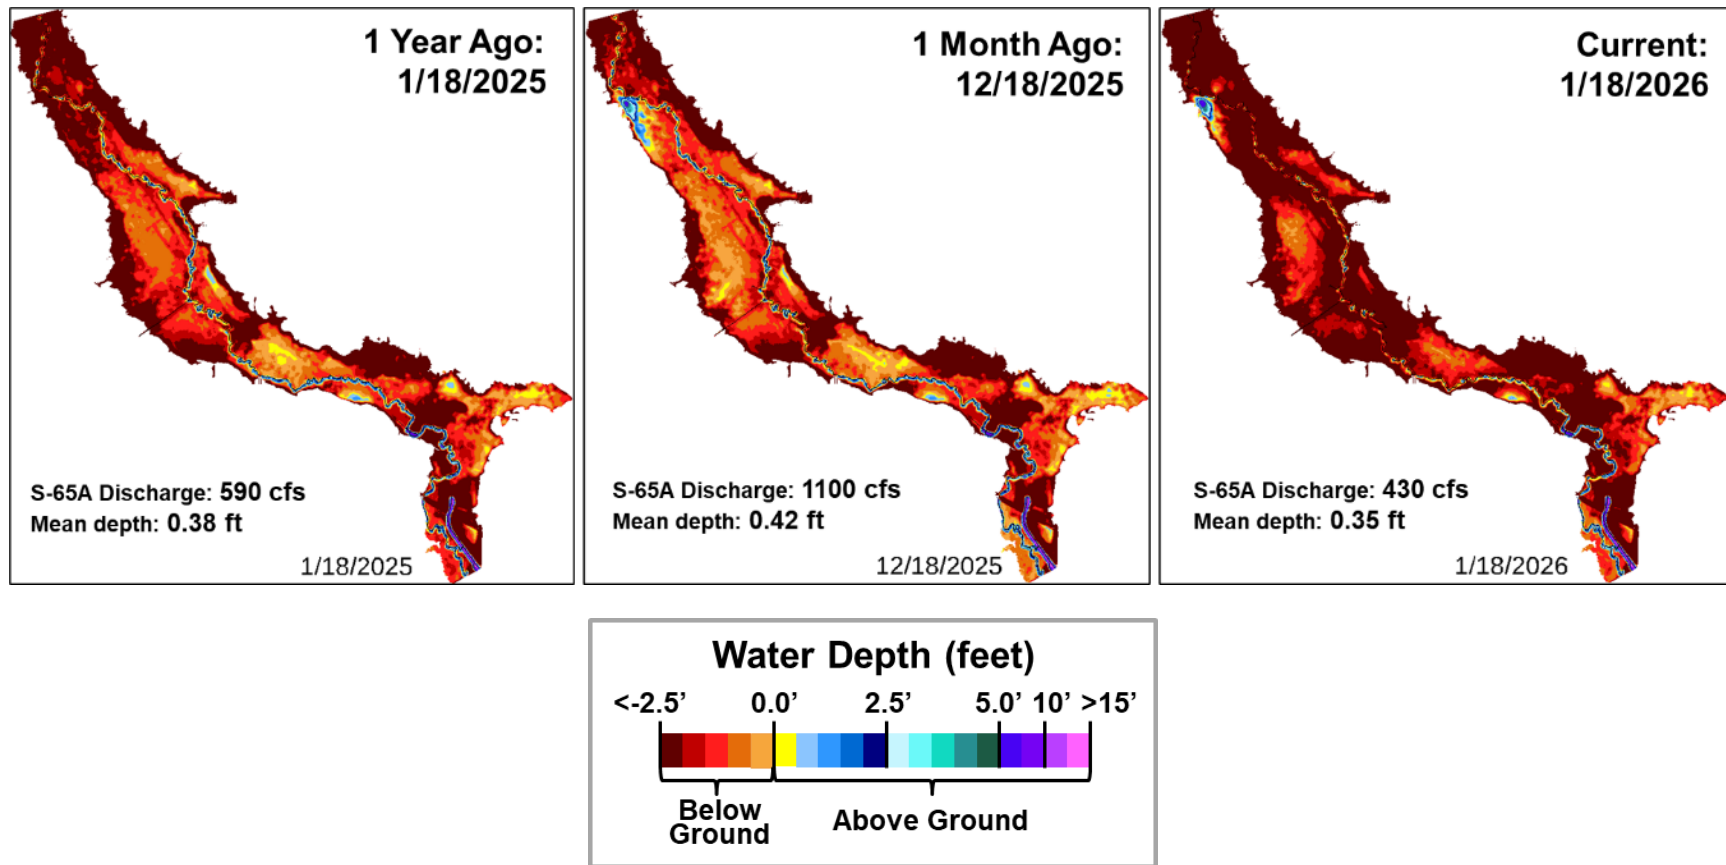 1 Year Ago:
1/18/2025
S-65A Discharge: 590 cfs
Mean depth: 0.38 ft
1/18/2025
1 Month Ago:
12/18/2025
S-65A Discharge: 1100 cfs
Mean depth: 0.42 ft
12/18/2025
Current:
1/18/2026
S-65A Discharge: 430 cfs
Mean depth: 0.35 ft
1/18/2026
Water Depth (feet)
<-2.5’ 0.0’ 2.5’ 5.0’ 10’ >15’
Below
Ground
Above Ground